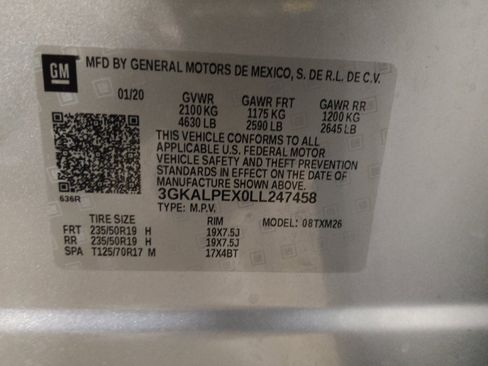 GM MFD BY GENERAL MOTORS DE MEXICO, S. DE R.L. DE C.V.
01/20 GVWR GAWR FRT GAWR RR
2100 KG 1175 KG 1200 KG
4630 LB 2590 LB 2645 LB
THIS VEHICLE CONFORMS TO ALL
APPLICABLE U.S. FEDERAL MOTOR
VEHICLE SAFETY AND THEFT PREVENTION
STANDARDS IN EFFECT ON THE DATE OF
MANUFACTURE SHOWN ABOVE.
636R 3GKALPEX0LL247458
TYPE: M.P.V. MODEL: 08TXM26
TIRE SIZE RIM
FRT 235/50R19 H 19X7.5J
RR 235/50R19 H 19X7.5J
SPA T125/70R17 M 17X4BT